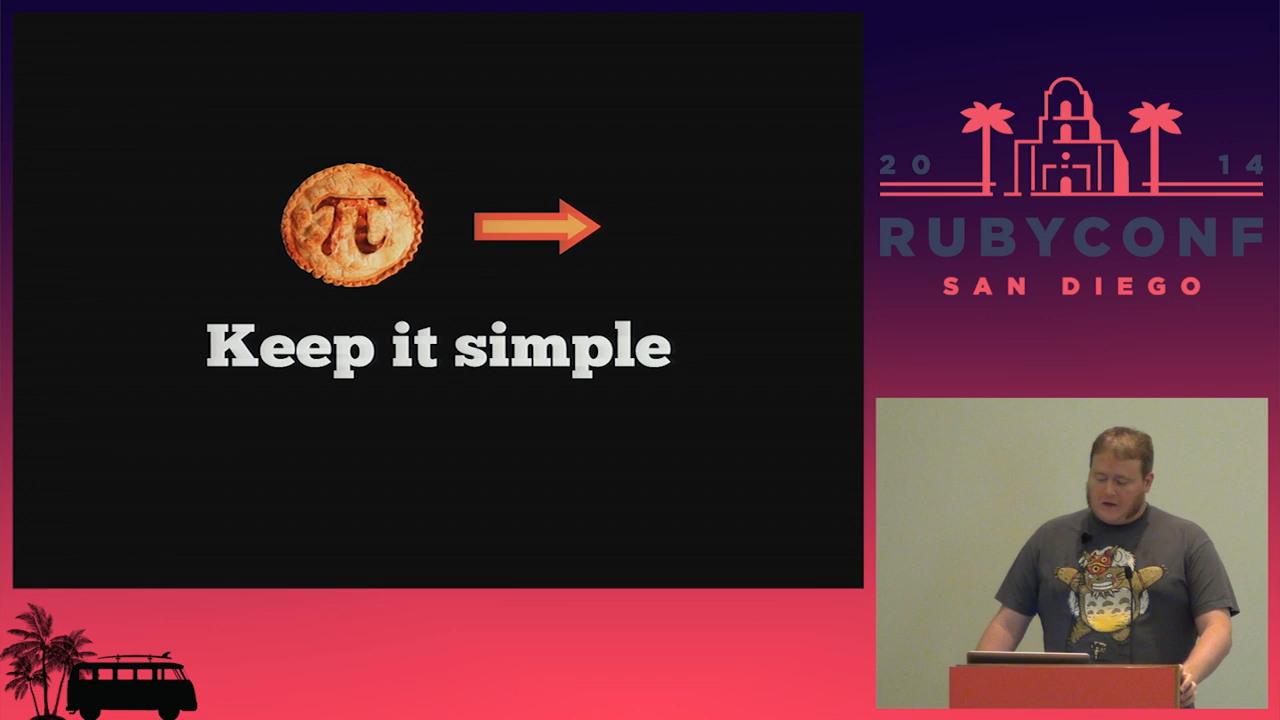 π
Keep it simple
20 14
RUBYCONF
SAN DIEGO